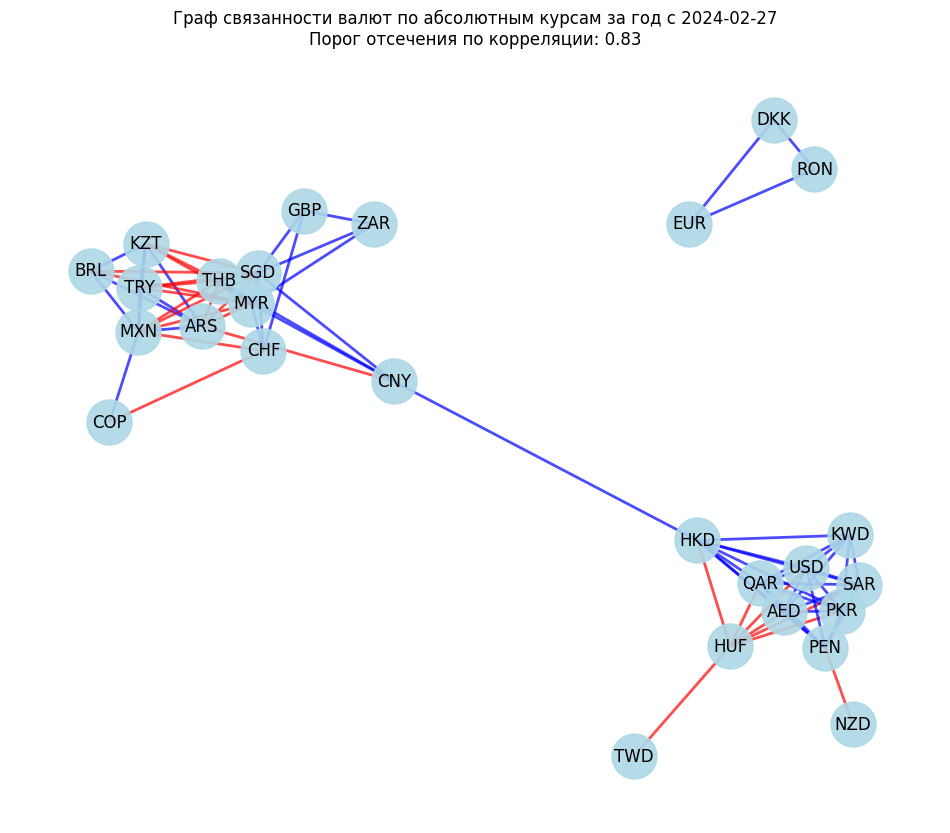 Граф связанности валют по абсолютным курсам за год с 2024-02-27
Порог отсечения по корреляции: 0.83
DKK
RON
GBP
EUR
ZAR
KZT
BRL
SGD
THB
TRY
MYR
ARS
MXN
CHF
CNY
COP
KWD
HKD
USD
QAR
SAR
AED
PKR
HUF
PEN
NZD
TWD